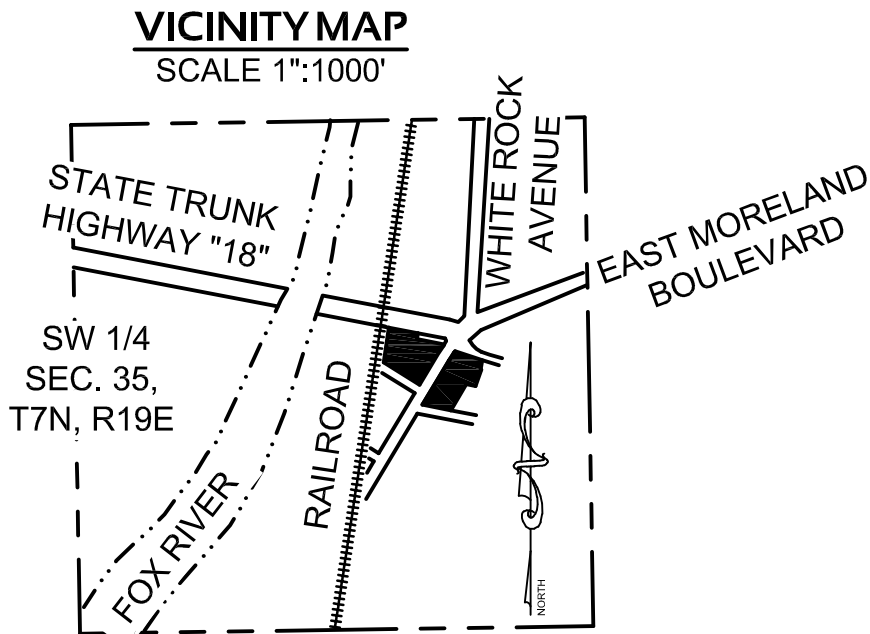 VICINITY MAP
SCALE 1":1000'
WHITE ROCK
AVENUE
STATE TRUNK
HIGHWAY "18"
EAST MORELAND
BOULEVARD
SW 1/4
SEC. 35,
T7N, R19E
RAILROAD
FOX RIVER
NORTH